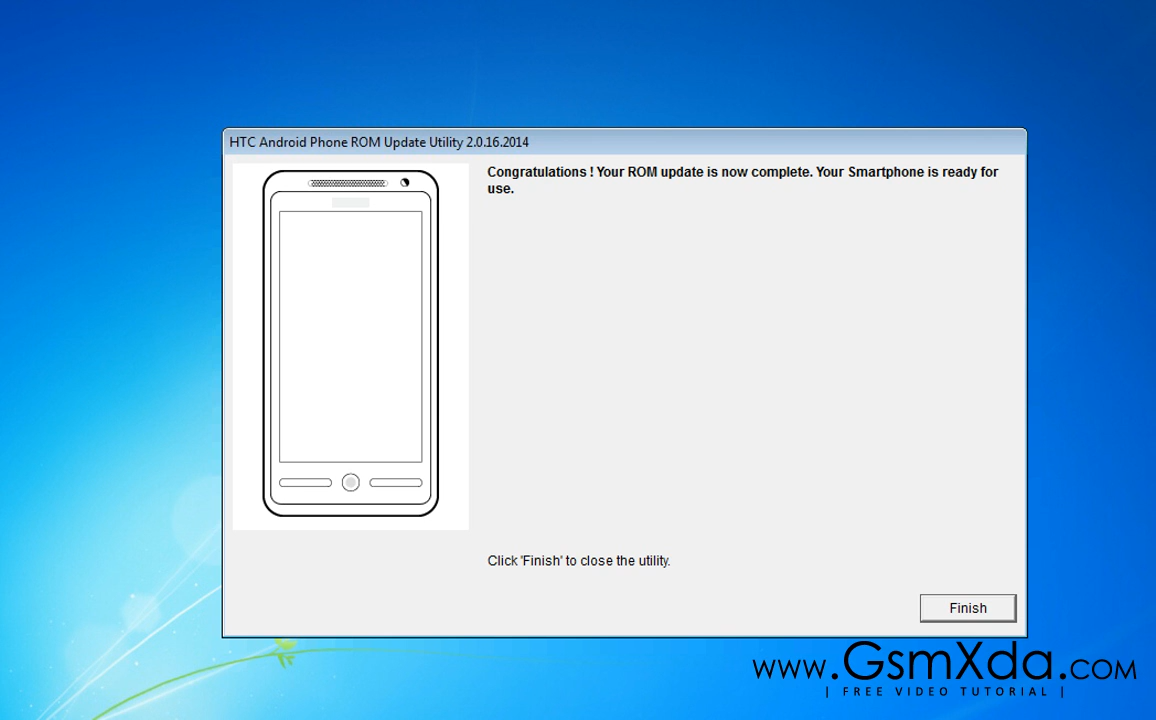 HTC Android Phone ROM Update Utility 2.0.16.2014
Congratulations ! Your ROM update is now complete. Your Smartphone is ready for
use.
Click 'Finish' to close the utility.
Finish
www.GsmXda.com
| FREE VIDEO TUTORIAL |